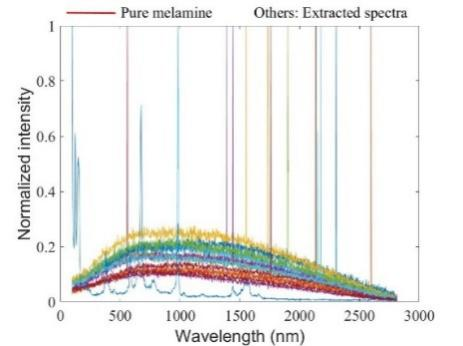 Pure melamine Others: Extracted spectra
1
0.8
0.6
0.4
0.2
0
0 500 1000 1500 2000 2500 3000
Normalized intensity
Wavelength (nm)